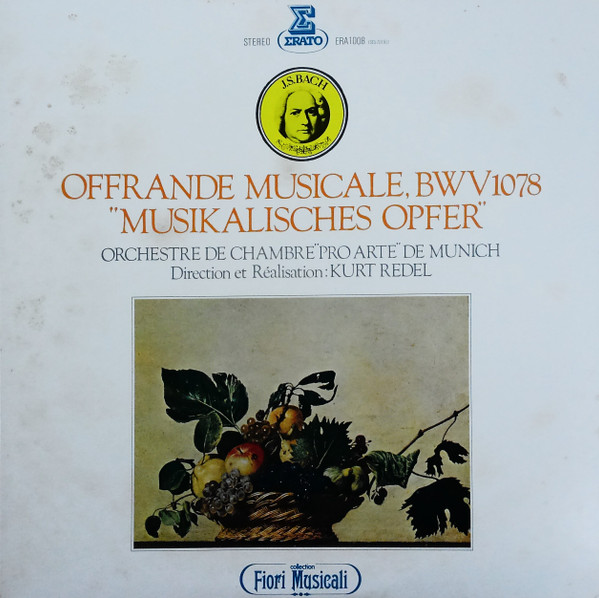 ERATO
STEREO ERA1008
J.S.BACH
OFFRANDE MUSICALE, BWV1078
"MUSIKALISCHES OPFER"
ORCHESTRE DE CHAMBRE "PRO ARTE" DE MUNICH
Direction et Réalisation: KURT REDEL
collection
Fiori Musicali